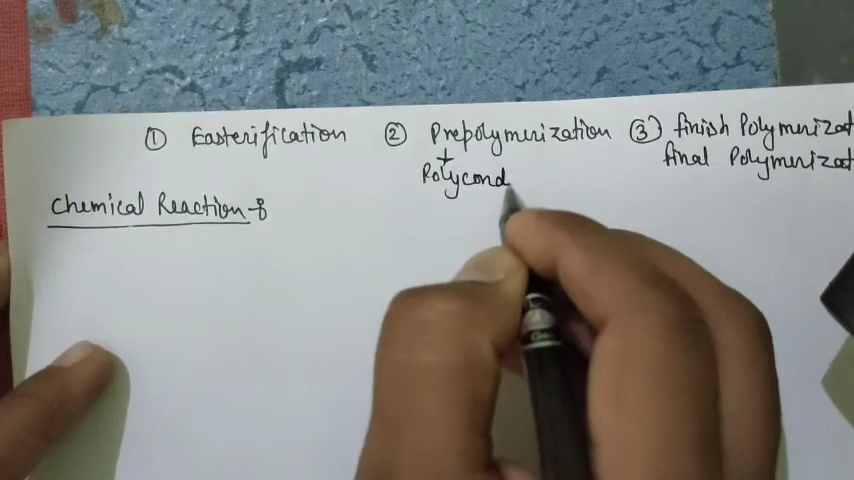 ① Easterification ② Prepolymerization ③ finish Polymerizat
+ final Polymerizat
Polycond
Chemical Reaction :-